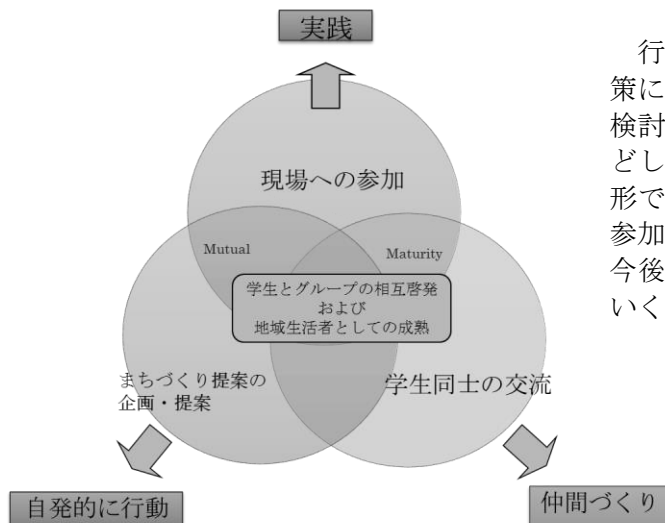 実践
現場への参加
Mutual
Maturity
学生とグループの相互啓発
および
地域生活者としての成熟
まちづくり提案の
企画・提案
学生同士の交流
自発的に行動
仲間づくり
行
策に
検討
どし
形で
参加
今後
いく